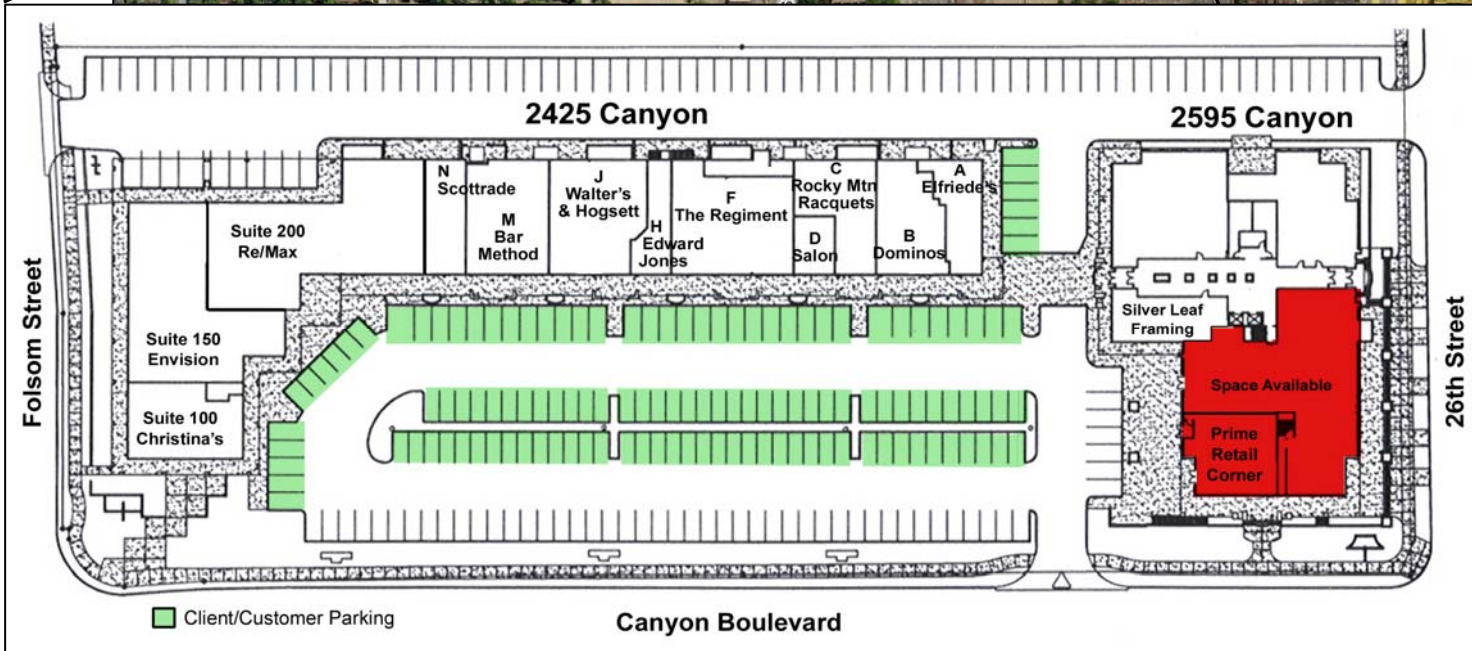 2425 Canyon
2595 Canyon
N
Scottrade
M
Bar
Method
J
Walter's
& Hogsett
H
Edward
Jones
F
The Regiment
C
Rocky Mtn
Racquets
D
Salon
B
Dominos
A
Elfriede's
Suite 200
Re/Max
Suite 150
Envision
Suite 100
Christina's
Silver Leaf
Framing
Space Available
Prime
Retail
Corner
Folsom Street
26th Street
Client/Customer Parking
Canyon Boulevard